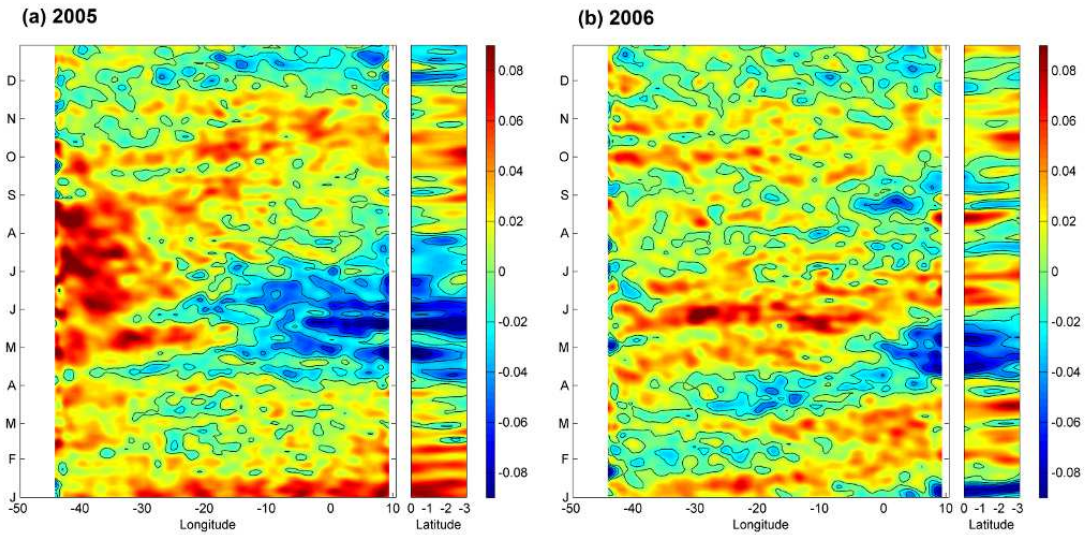 (a) 2005
(b) 2006
D
N
O
S
A
J
J
M
A
M
F
J
-50 -40 -30 -20 -10 0 10
Longitude
0 -1 -2 -3
Latitude
0.08
0.06
0.04
0.02
0
-0.02
-0.04
-0.06
-0.08
D
N
O
S
A
J
J
M
A
M
F
J
-50 -40 -30 -20 -10 0 10
Longitude
0 -1 -2 -3
Latitude
0.08
0.06
0.04
0.02
0
-0.02
-0.04
-0.06
-0.08